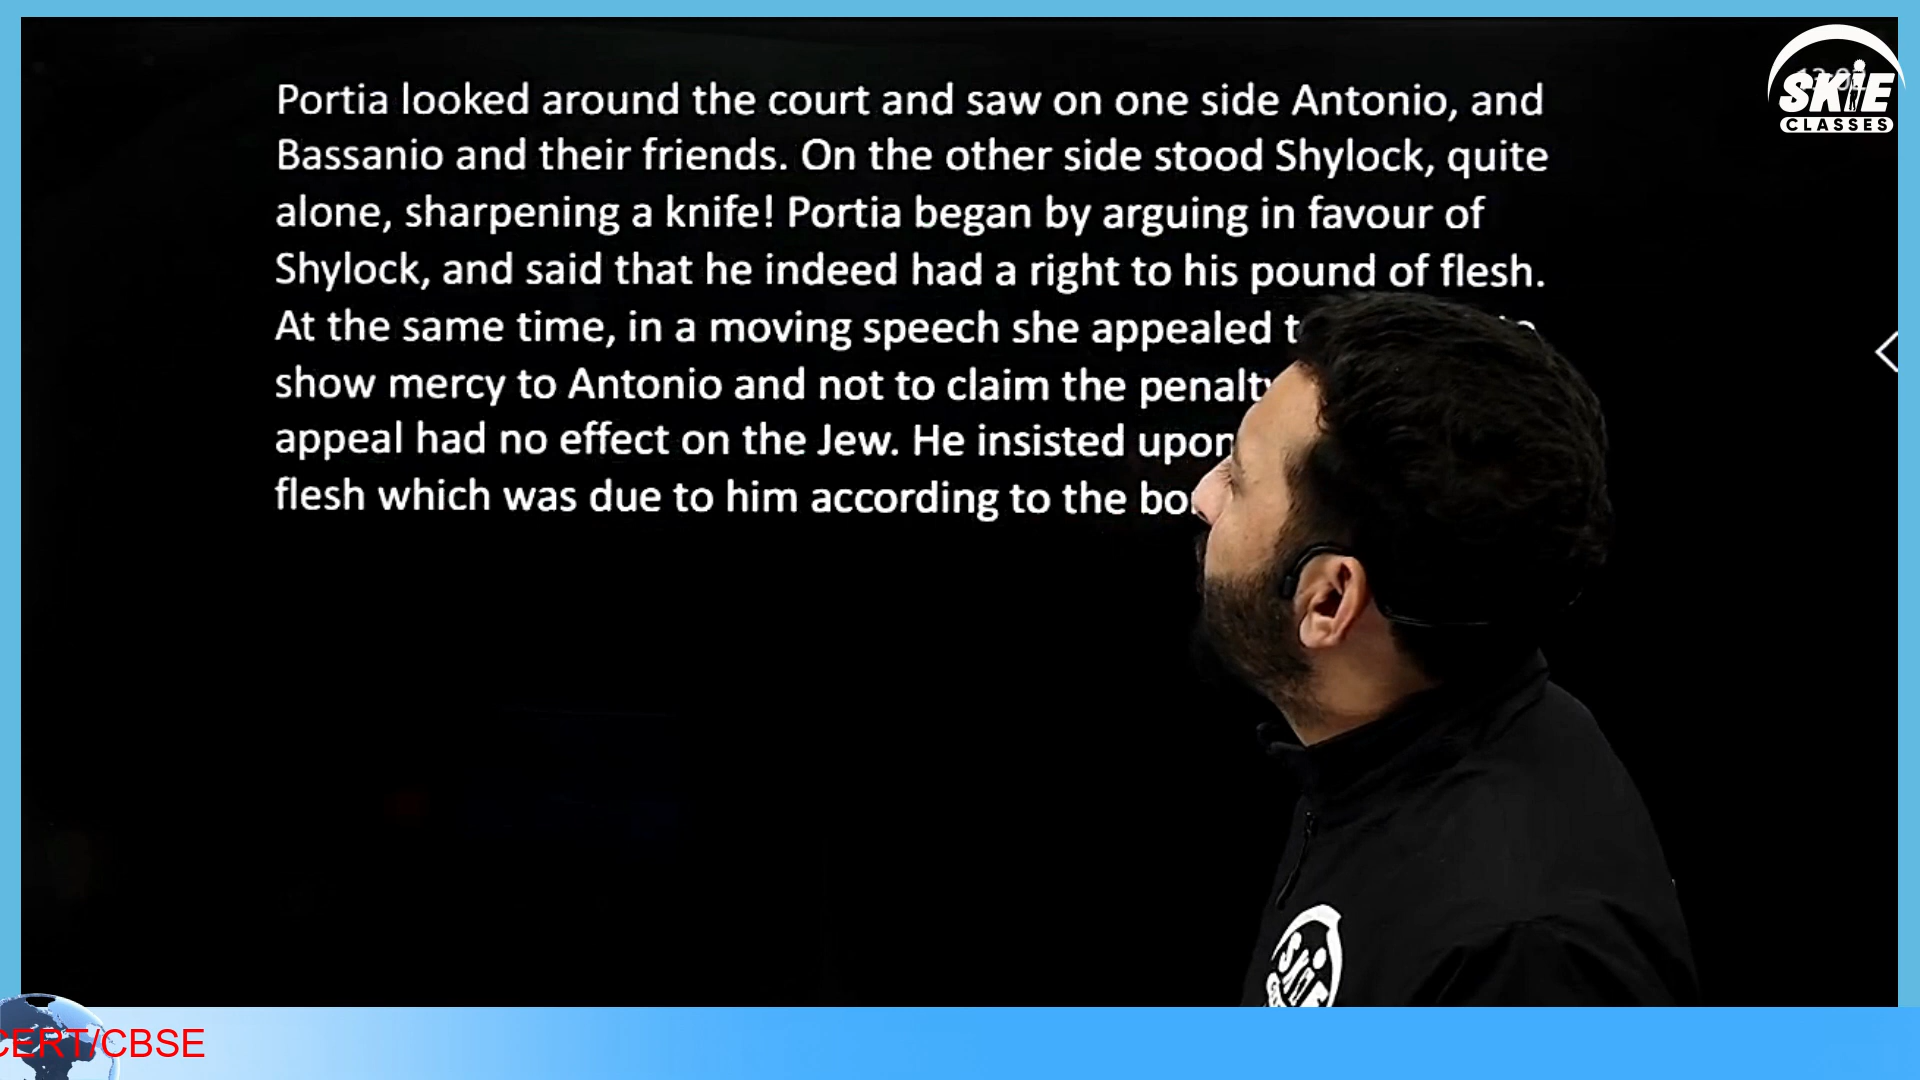 Portia looked around the court and saw on one side Antonio, and
Bassanio and their friends. On the other side stood Shylock, quite
alone, sharpening a knife! Portia began by arguing in favour of
Shylock, and said that he indeed had a right to his pound of flesh.
At the same time, in a moving speech she appealed
show mercy to Antonio and not to claim the penalty
appeal had no effect on the Jew. He insisted upon
flesh which was due to him according to the
SKIE
CLASSES
CERT/CBSE